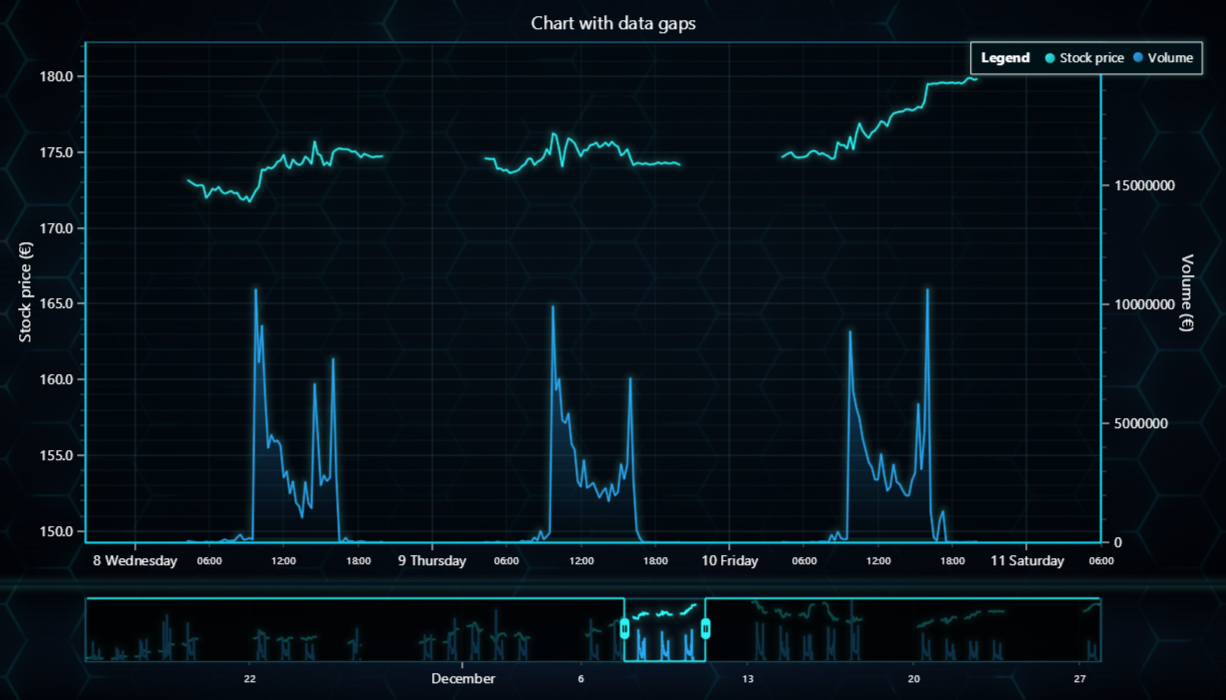 Chart with data gaps
Legend Stock price Volume
180.0
175.0
170.0
165.0
160.0
155.0
150.0
Stock price (€)
15000000
10000000
5000000
0
Volume (€)
8 Wednesday 06:00 12:00 18:00 9 Thursday 06:00 12:00 18:00 10 Friday 06:00 12:00 18:00 11 Saturday 06:00
22 December 6 13 20 27